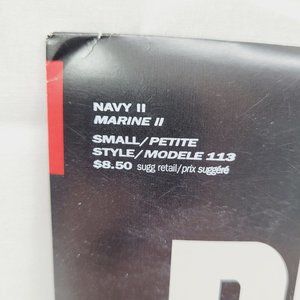 NAVY II
MARINE II
SMALL/PETITE
STYLE/MODELE 113
$8.50 sugg retail/prix suggéré